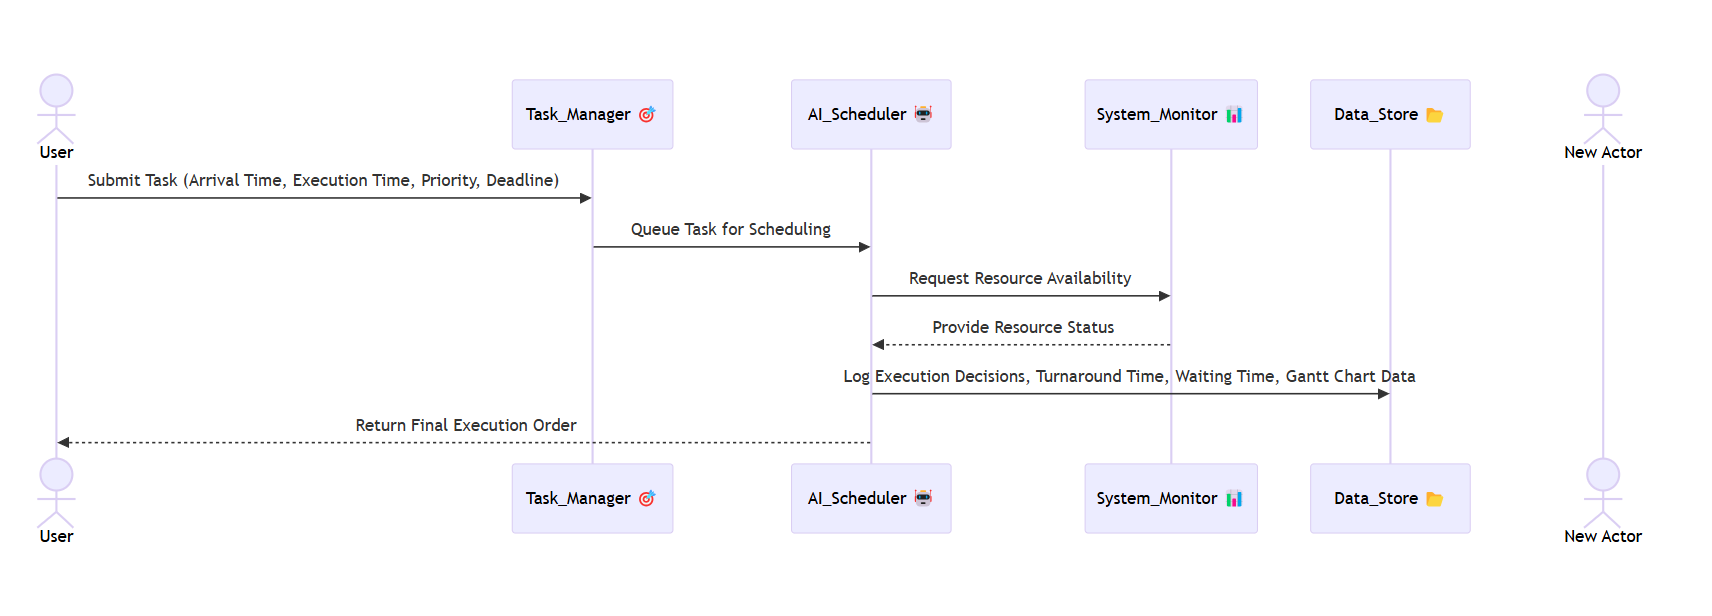 Task_Manager 🎯
AI_Scheduler 🤖
System_Monitor 📊
Data_Store 📂
User
New Actor
Submit Task (Arrival Time, Execution Time, Priority, Deadline)
Queue Task for Scheduling
Request Resource Availability
Provide Resource Status
Log Execution Decisions, Turnaround Time, Waiting Time, Gantt Chart Data
Return Final Execution Order
Task_Manager 🎯
AI_Scheduler 🤖
System_Monitor 📊
Data_Store 📂
User
New Actor